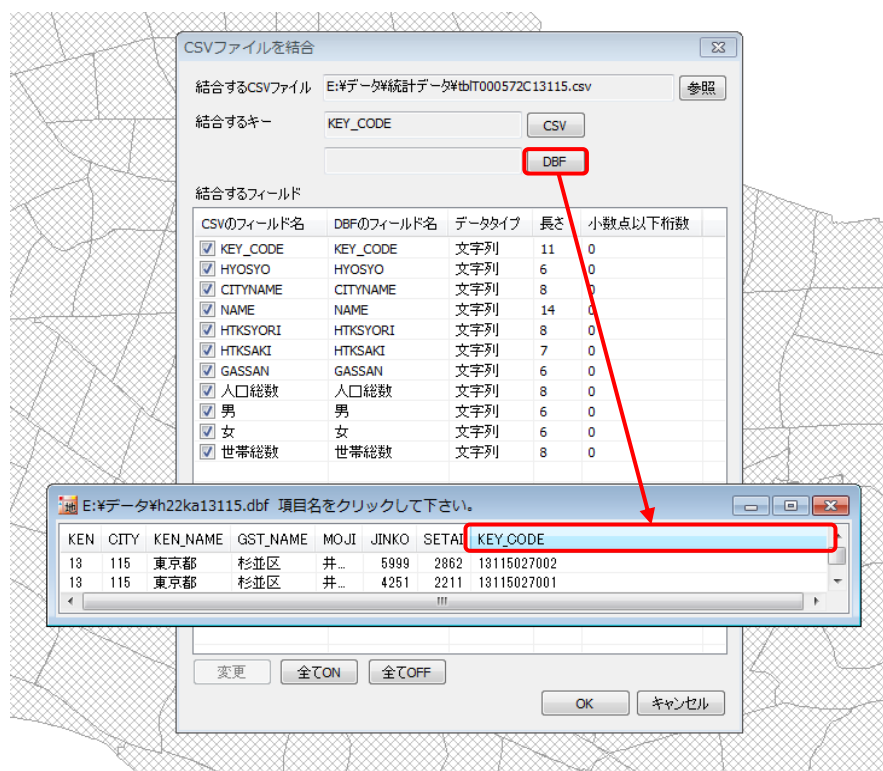 CSVファイルを結合
結合するCSVファイル E:¥データ¥統計データ¥tblT000572C13115.csv 参照
結合するキー KEY_CODE CSV
DBF
結合するフィールド
CSVのフィールド名 DBFのフィールド名 データタイプ 長さ 小数点以下桁数
KEY_CODE KEY_CODE 文字列 11 0
HYOSYO HYOSYO 文字列 6 0
CITYNAME CITYNAME 文字列 8 0
NAME NAME 文字列 14 0
HTKSYORI HTKSYORI 文字列 8 0
HTKSAKI HTKSAKI 文字列 7 0
GASSAN GASSAN 文字列 6 0
人口総数 人口総数 文字列 8 0
男 男 文字列 6 0
女 女 文字列 6 0
世帯総数 世帯総数 文字列 8 0
地 E:¥データ¥h22ka13115.dbf 項目名をクリックして下さい。
KEN CITY KEN_NAME GST_NAME MOJI JINKO SETAI KEY_CODE
13 115 東京都 杉並区 井... 5999 2862 13115027002
13 115 東京都 杉並区 井... 4251 2211 13115027001
変更 全てON 全てOFF
OK キャンセル